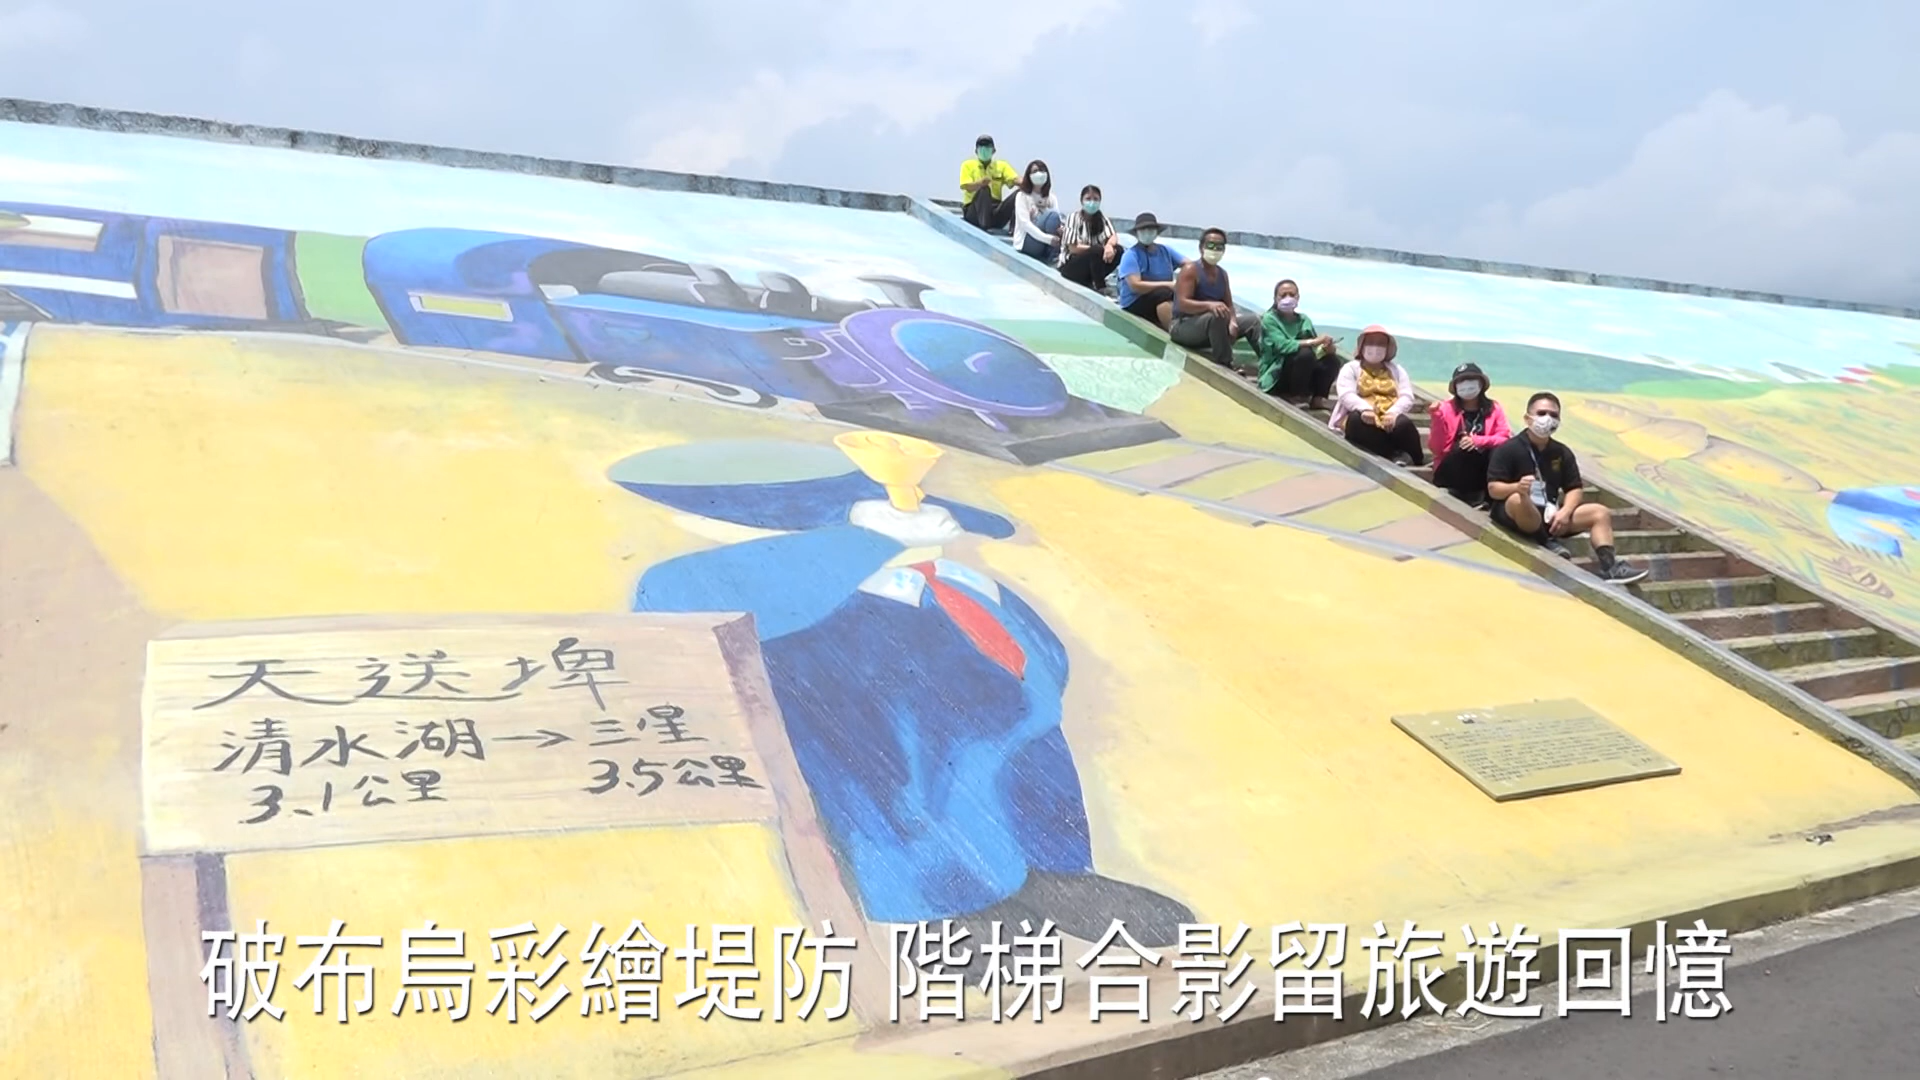 天送埤
清水湖→三星
3.1公里 3.5公里
破布烏彩繪堤防 階梯合影留旅遊回憶